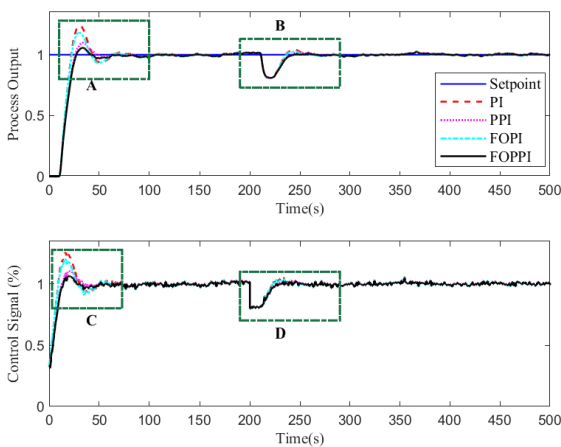 Process Output
1
0.5
0
A
B
Setpoint
PI
PPI
FOPI
FOPPI
0 50 100 150 200 250 300 350 400 450 500
Time(s)
Control Signal (%)
1
0.5
0
C
D
0 50 100 150 200 250 300 350 400 450 500
Time(s)